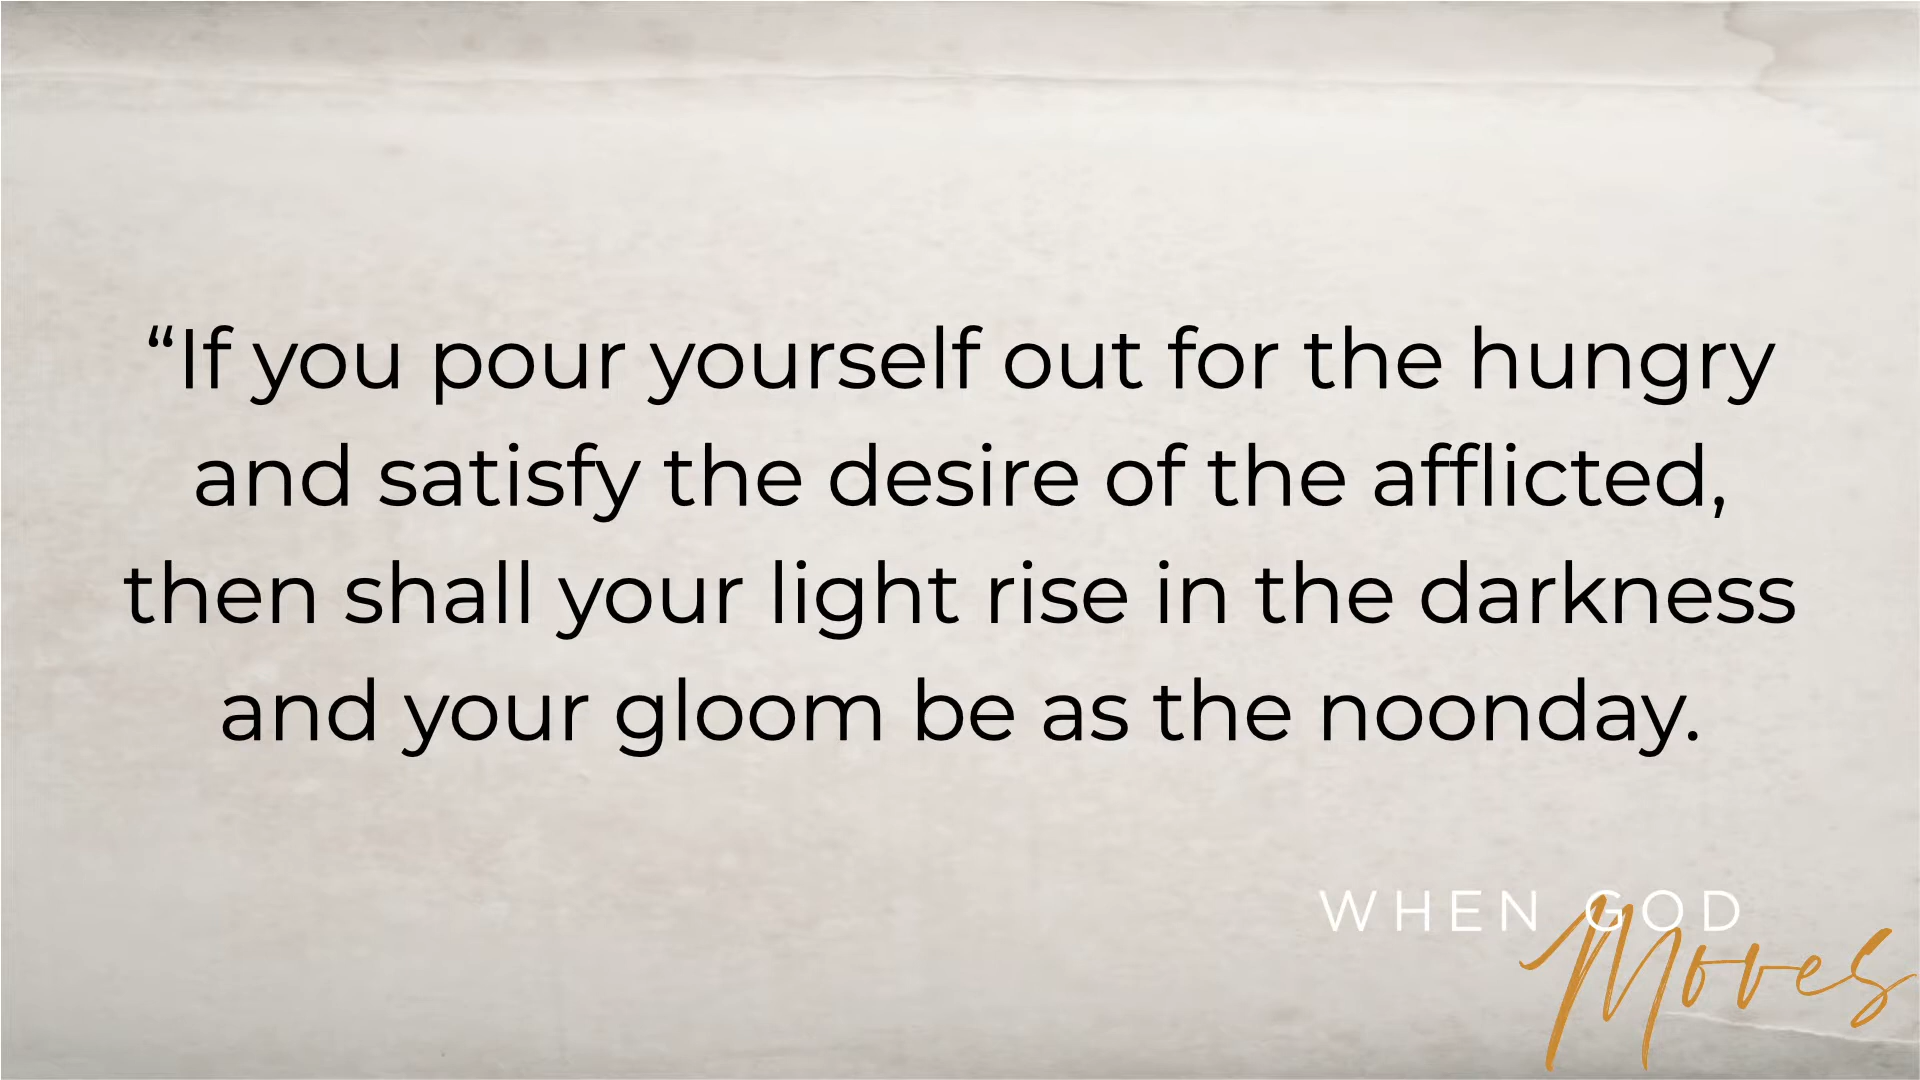 “If you pour yourself out for the hungry
and satisfy the desire of the afflicted,
then shall your light rise in the darkness
and your gloom be as the noonday.
WHEN GOD
Moves